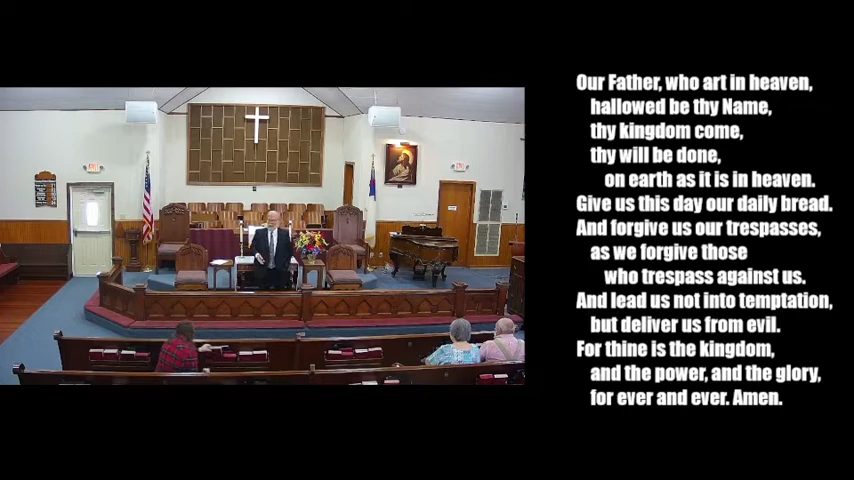 Our Father, who art in heaven,
hallowed be thy Name,
thy kingdom come,
thy will be done,
on earth as it is in heaven.
Give us this day our daily bread.
And forgive us our trespasses,
as we forgive those
who trespass against us.
And lead us not into temptation,
but deliver us from evil.
For thine is the kingdom,
and the power, and the glory,
for ever and ever. Amen.